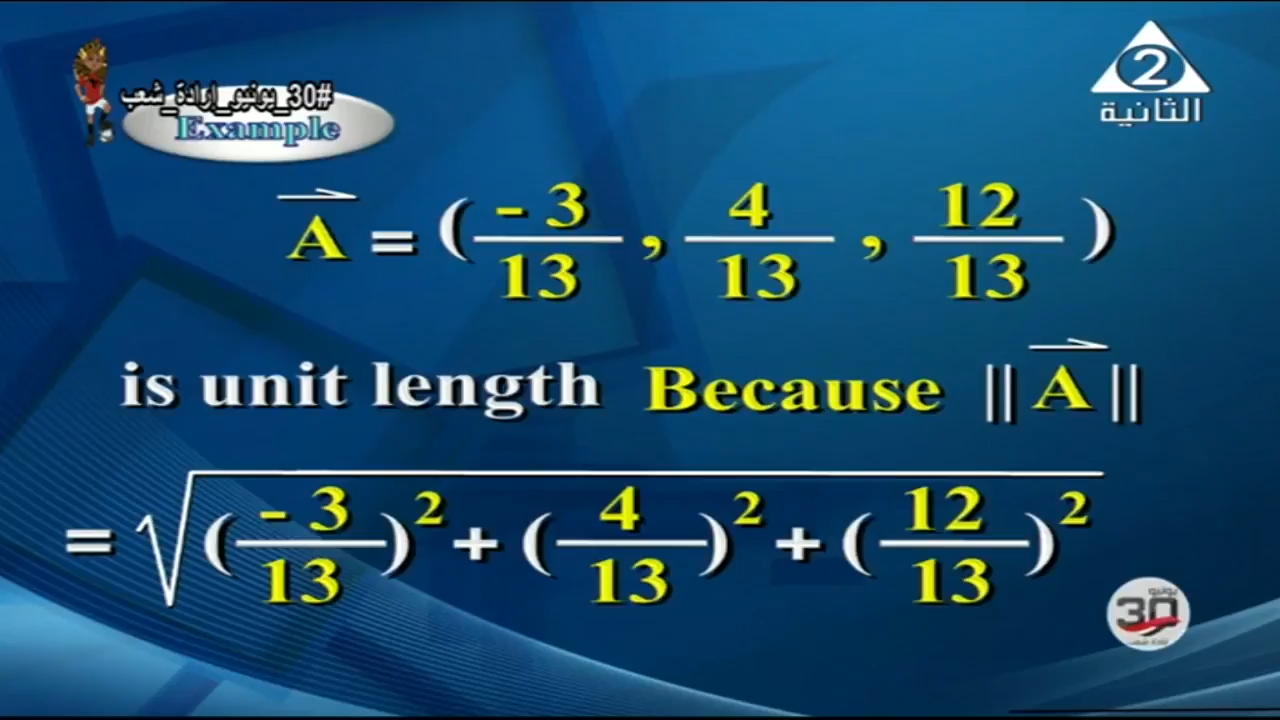 #30_يونيو_إرادة_شعب
2
الثانية
Example
A = ( -3/13 , 4/13 , 12/13 )
is unit length Because || A ||
= √ (-3/13)² + (4/13)² + (12/13)²
يونيو
30